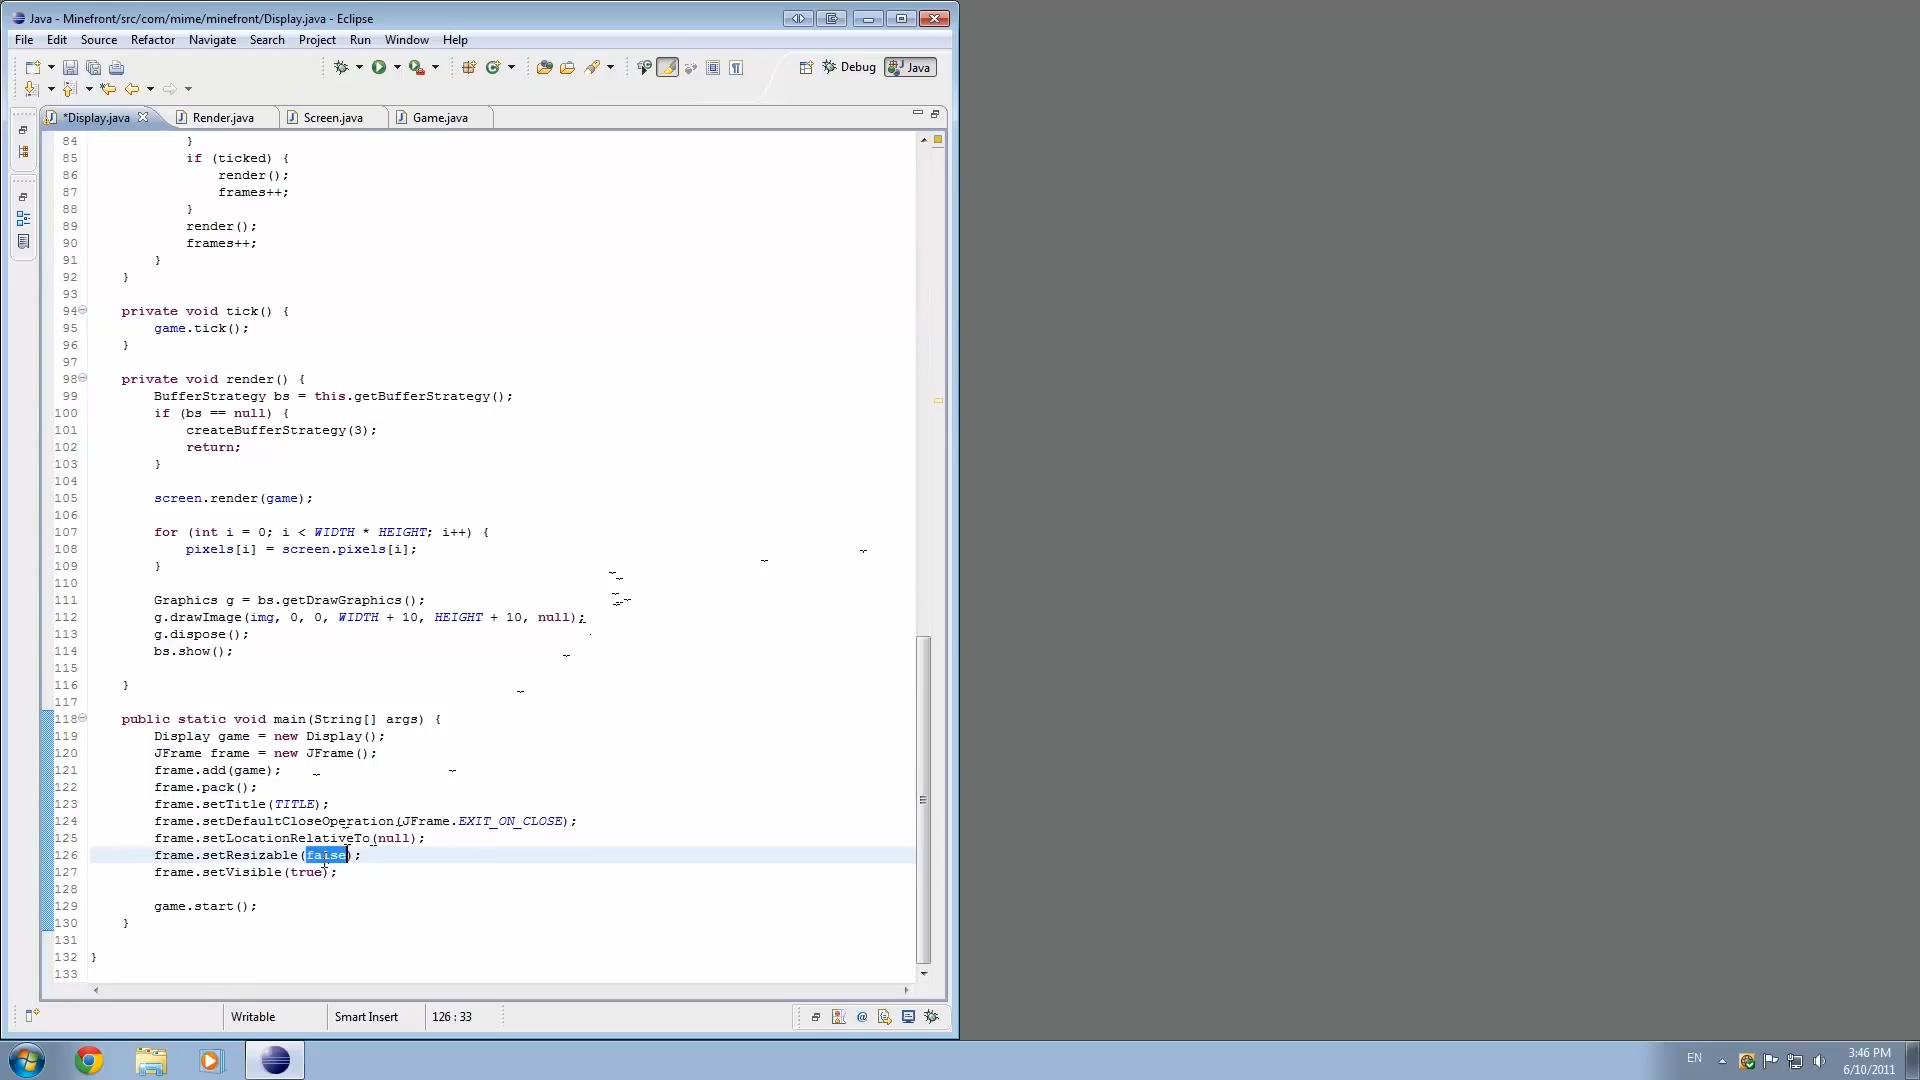 Java - Minefront/src/com/mime/minefront/Display.java - Eclipse
File Edit Source Refactor Navigate Search Project Run Window Help
Debug Java
*Display.java Render.java Screen.java Game.java
84 }
85 if (ticked) {
86 render();
87 frames++;
88 }
89 render();
90 frames++;
91 }
92 }
93
94 private void tick() {
95 game.tick();
96 }
97
98 private void render() {
99 BufferStrategy bs = this.getBufferStrategy();
100 if (bs == null) {
101 createBufferStrategy(3);
102 return;
103 }
104
105 screen.render(game);
106
107 for (int i = 0; i < WIDTH * HEIGHT; i++) {
108 pixels[i] = screen.pixels[i];
109 }
110
111 Graphics g = bs.getDrawGraphics();
112 g.drawImage(img, 0, 0, WIDTH + 10, HEIGHT + 10, null);
113 g.dispose();
114 bs.show();
115
116 }
117
118 public static void main(String[] args) {
119 Display game = new Display();
120 JFrame frame = new JFrame();
121 frame.add(game);
122 frame.pack();
123 frame.setTitle(TITLE);
124 frame.setDefaultCloseOperation(JFrame.EXIT_ON_CLOSE);
125 frame.setLocationRelativeTo(null);
126 frame.setResizable(false);
127 frame.setVisible(true);
128
129 game.start();
130 }
131
132 }
133
Writable Smart Insert 126 : 33
EN 3:46 PM
6/10/2011